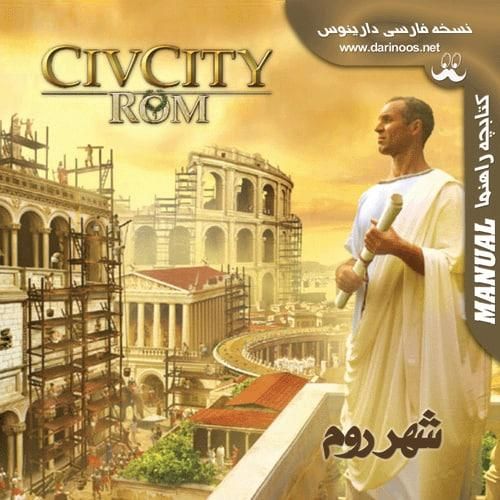 نسخه فارسی دارینوس
www.darinoos.net
CIVCITY
ROM
کتابچه راهنما
MANUAL
شهر روم